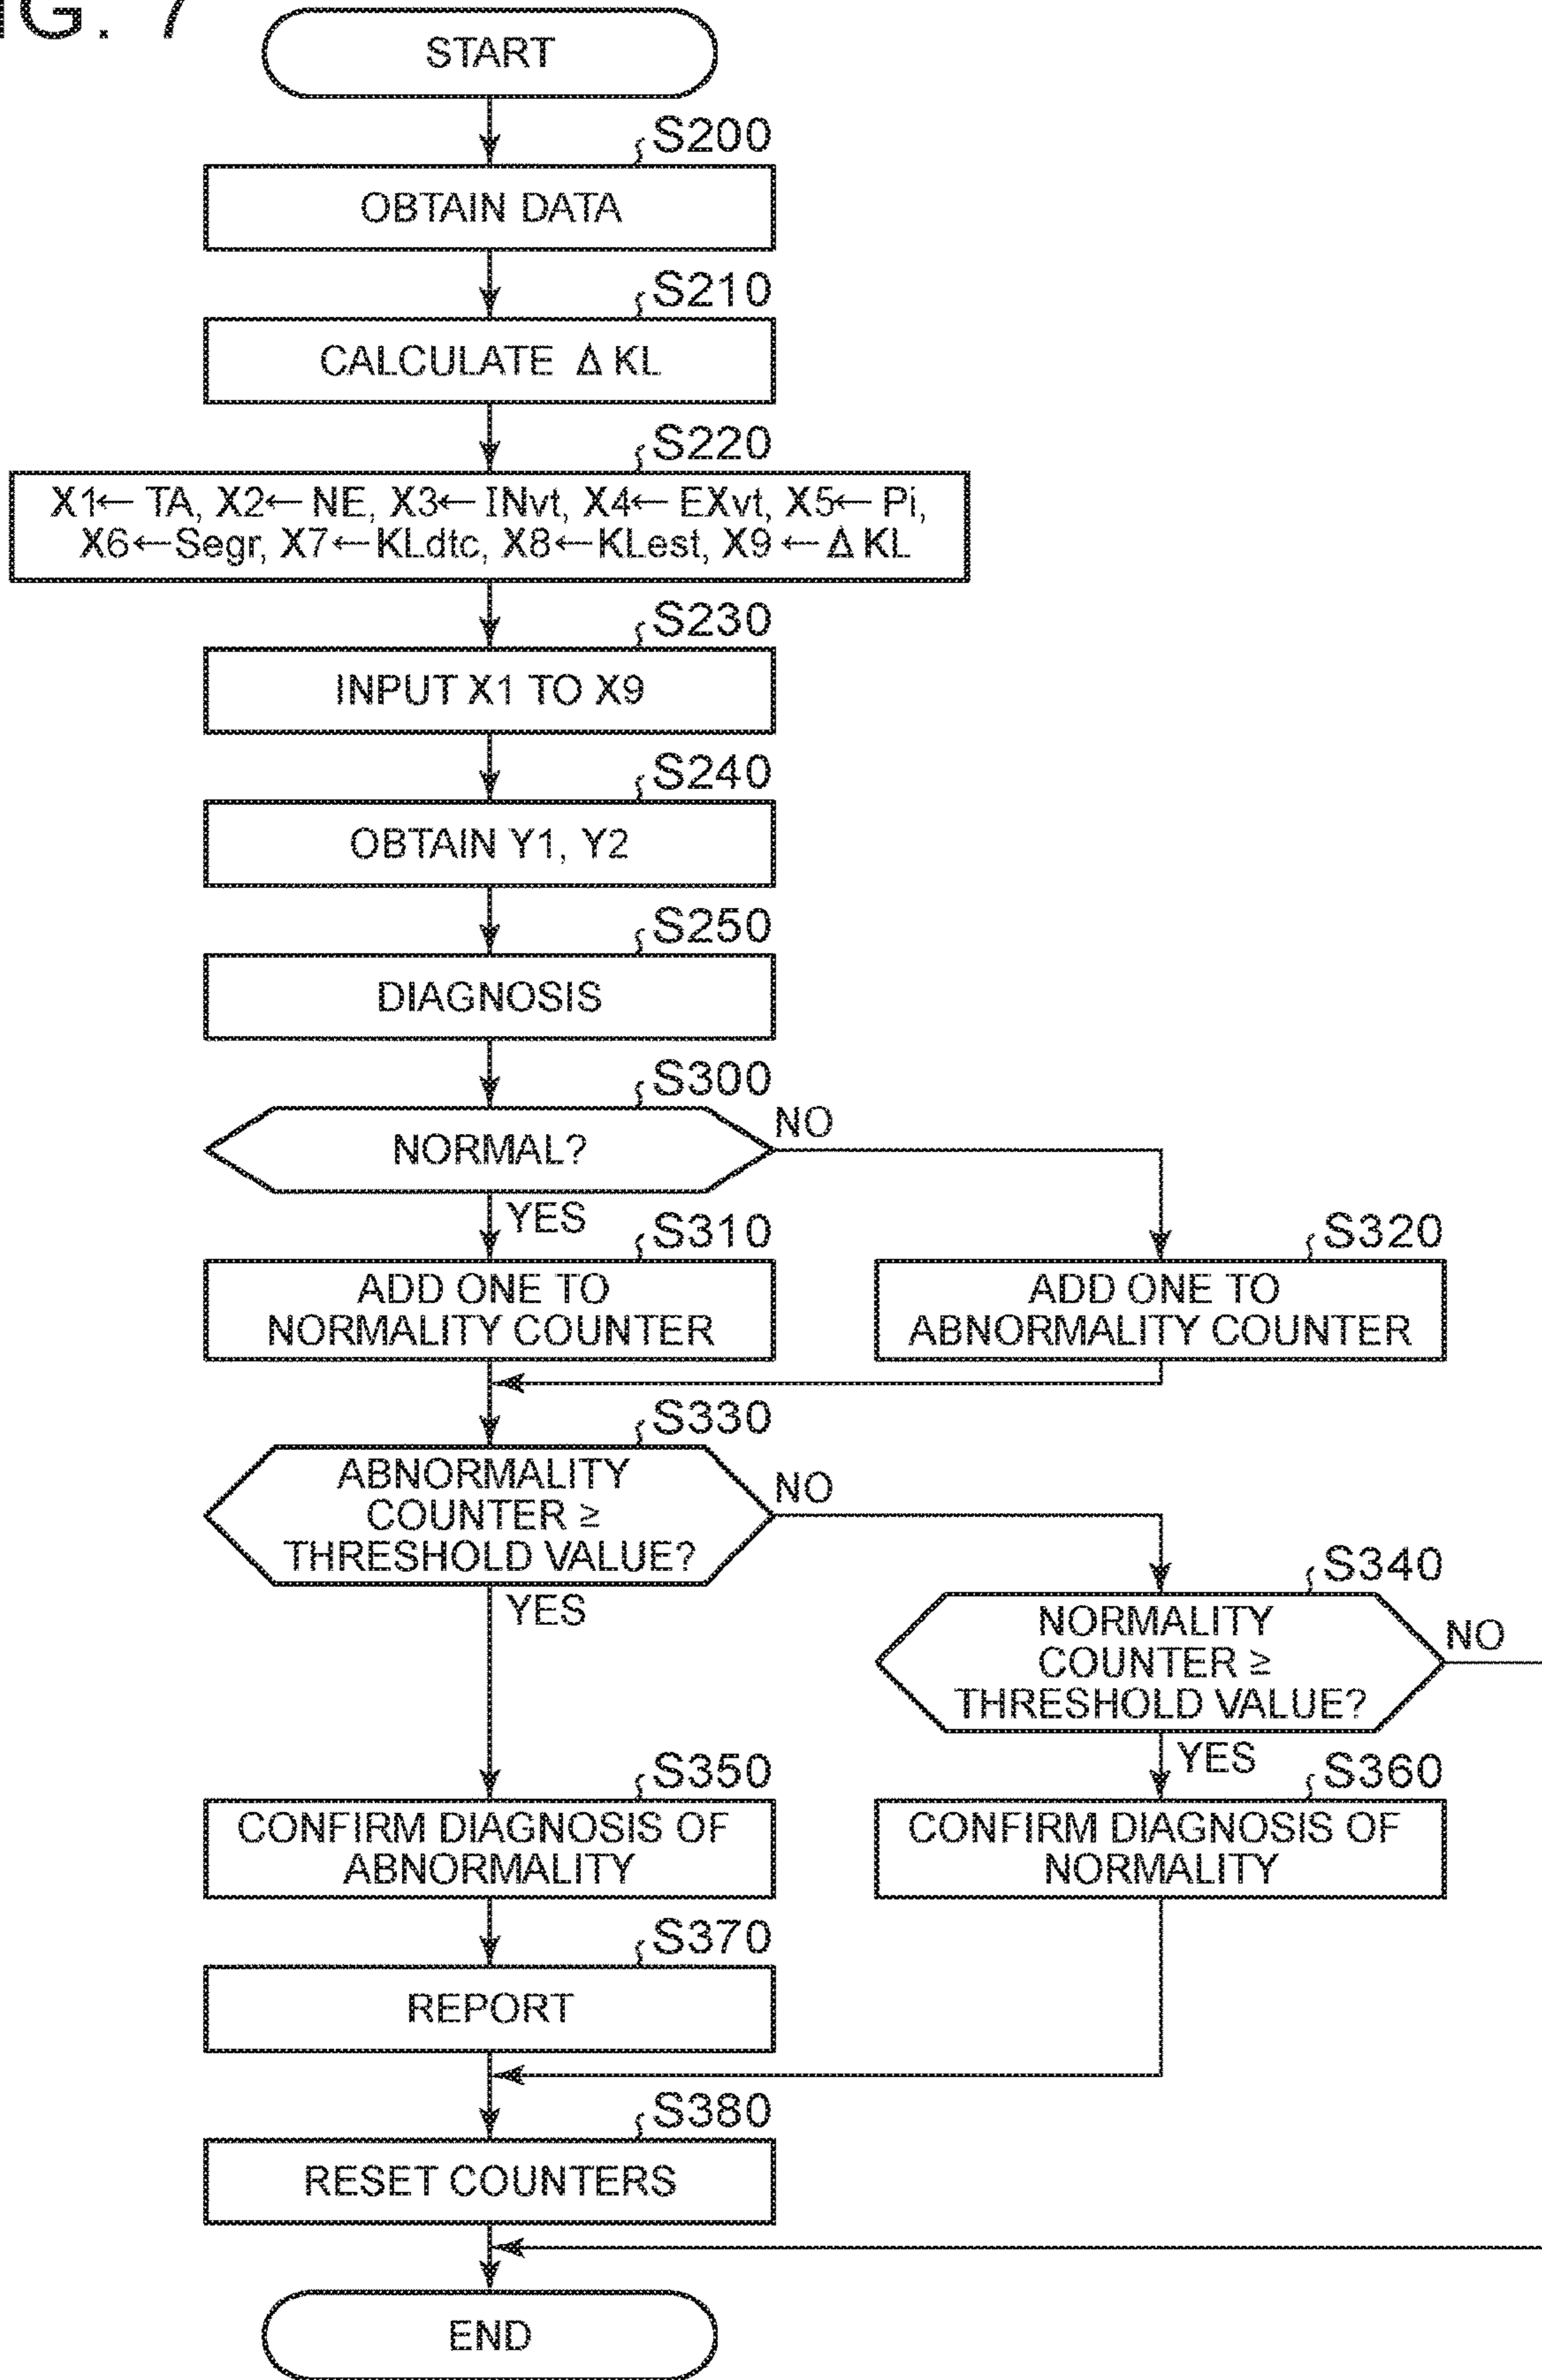 FIG. 7
START
S200
OBTAIN DATA
S210
CALCULATE Δ KL
S220
X1← TA, X2← NE, X3← INvt, X4← EXvt, X5← Pi,
X6←Segr, X7←KLdtc, X8←KLest, X9 ←Δ KL
S230
INPUT X1 TO X9
S240
OBTAIN Y1, Y2
S250
DIAGNOSIS
S300
NORMAL?
NO
YES
S310
ADD ONE TO
NORMALITY COUNTER
S320
ADD ONE TO
ABNORMALITY COUNTER
S330
ABNORMALITY
COUNTER ≥
THRESHOLD VALUE?
NO
YES
S340
NORMALITY
COUNTER ≥
THRESHOLD VALUE?
NO
YES
S350
CONFIRM DIAGNOSIS OF
ABNORMALITY
S360
CONFIRM DIAGNOSIS OF
NORMALITY
S370
REPORT
S380
RESET COUNTERS
END